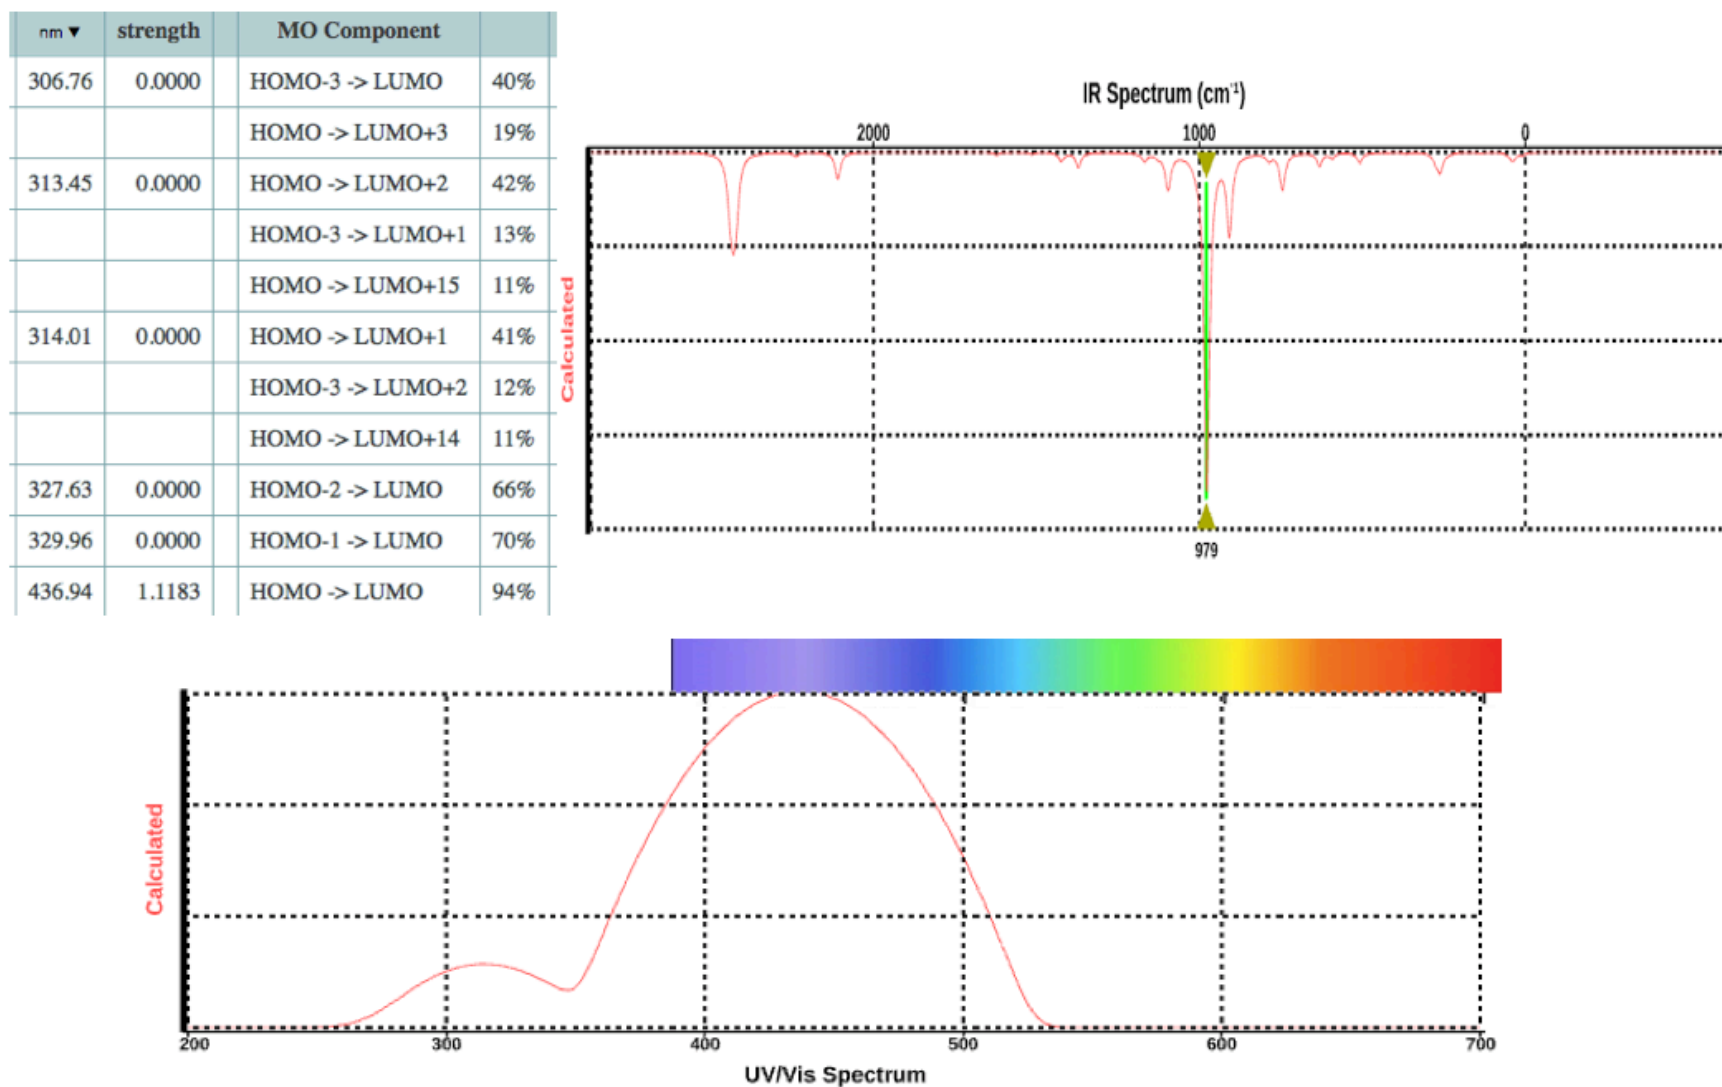 nm ▼ strength MO Component
306.76 0.0000 HOMO-3 -> LUMO 40%
HOMO -> LUMO+3 19%
313.45 0.0000 HOMO -> LUMO+2 42%
HOMO-3 -> LUMO+1 13%
HOMO -> LUMO+15 11%
314.01 0.0000 HOMO -> LUMO+1 41%
HOMO-3 -> LUMO+2 12%
HOMO -> LUMO+14 11%
327.63 0.0000 HOMO-2 -> LUMO 66%
329.96 0.0000 HOMO-1 -> LUMO 70%
436.94 1.1183 HOMO -> LUMO 94%
IR Spectrum (cm⁻¹)
2000 1000 0
Calculated
979
Calculated
200 300 400 500 600 700
UV/Vis Spectrum